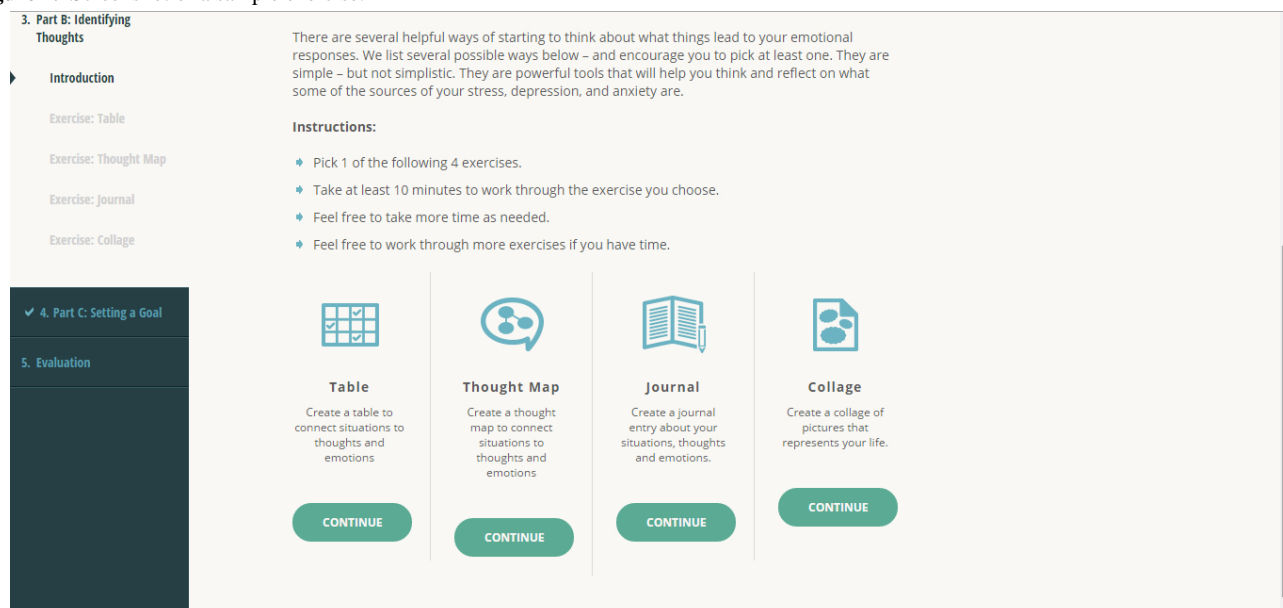 3. Part B: Identifying
Thoughts
Introduction
Exercise: Table
Exercise: Thought Map
Exercise: Journal
Exercise: Collage
✔ 4. Part C: Setting a Goal
5. Evaluation
There are several helpful ways of starting to think about what things lead to your emotional
responses. We list several possible ways below – and encourage you to pick at least one. They are
simple – but not simplistic. They are powerful tools that will help you think and reflect on what
some of the sources of your stress, depression, and anxiety are.
Instructions:
Pick 1 of the following 4 exercises.
Take at least 10 minutes to work through the exercise you choose.
Feel free to take more time as needed.
Feel free to work through more exercises if you have time.
Table
Create a table to
connect situations to
thoughts and
emotions
CONTINUE
Thought Map
Create a thought
map to connect
situations to
thoughts and
emotions
CONTINUE
Journal
Create a journal
entry about your
situations, thoughts
and emotions.
CONTINUE
Collage
Create a collage of
pictures that
represents your life.
CONTINUE